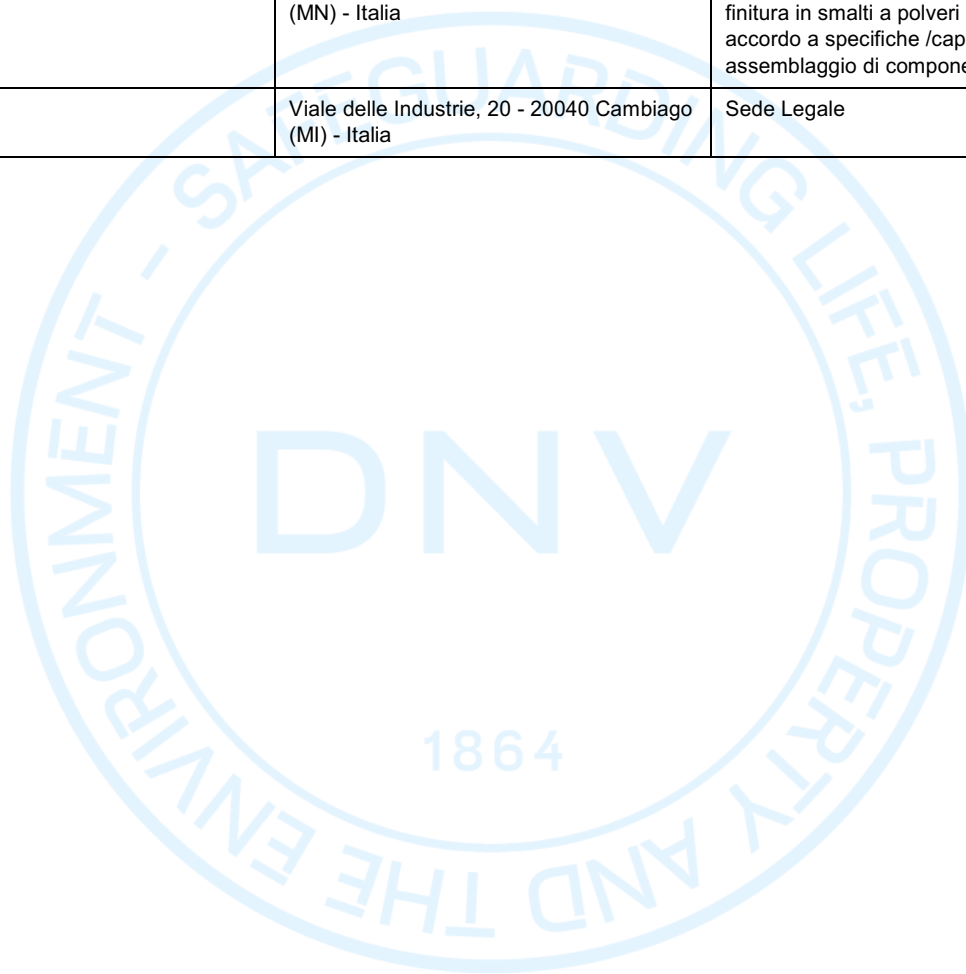 (MN) - Italia
finitura in smalti a polveri
accordo a specifiche /cap
assemblaggio di compone
Viale delle Industrie, 20 - 20040 Cambiago
(MI) - Italia
Sede Legale
SAFEGUARDING LIFE, PROPERTY AND THE ENVIRONMENT -
DNV
1864